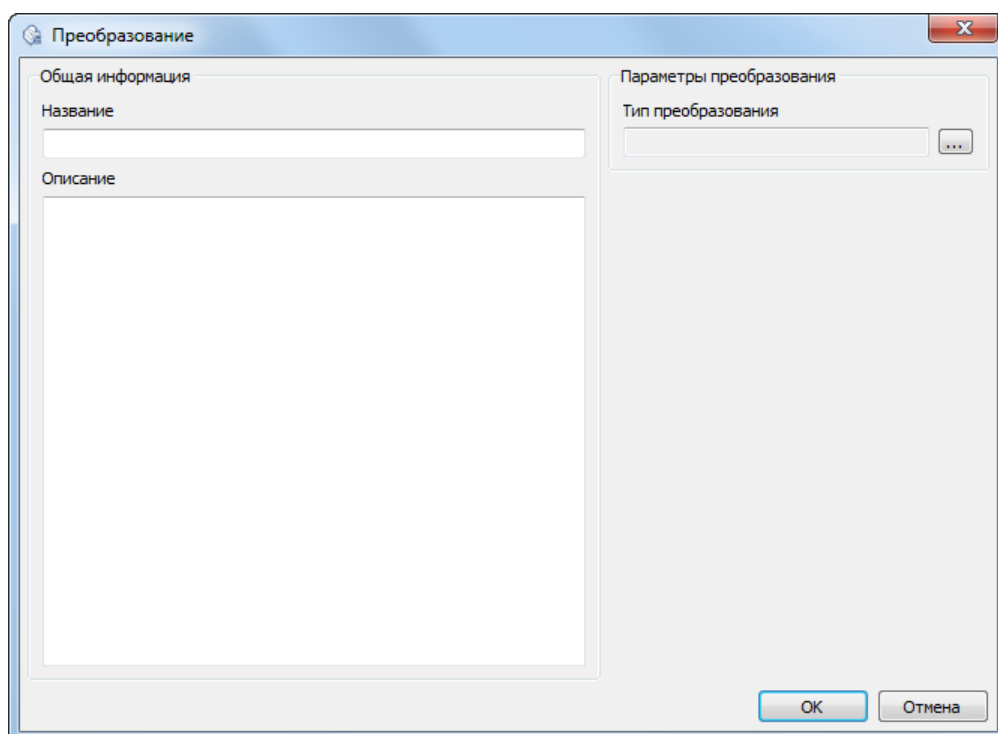 Преобразование
Общая информация
Название
Описание
Параметры преобразования
Тип преобразования
...
OK
Отмена